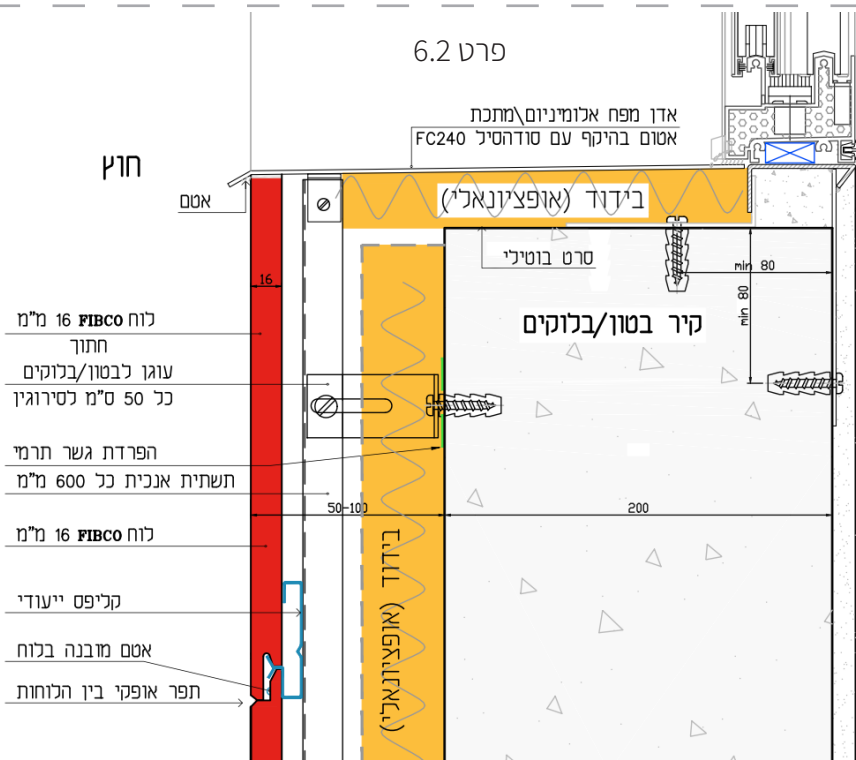 פרט 6.2
אדן מפח אלומיניום\מתכת
אטום בהיקף עם סודהסיל FC240
חוץ
אטם
בידוד (אופציונאלי)
סרט בוטילי
min 80
min 80
16
קיר בטון/בלוקים
לוח FIBCO 16 מ"מ
חתוך
עוגן לבטון/בלוקים
כל 50 ס"מ לסירוגין
הפרדת גשר תרמי
תשתית אנכית כל 600 מ"מ
50-100
200
לוח FIBCO 16 מ"מ
בידוד (אופציונאלי)
קליפס ייעודי
אטם מובנה בלוח
תפר אופקי בין הלוחות